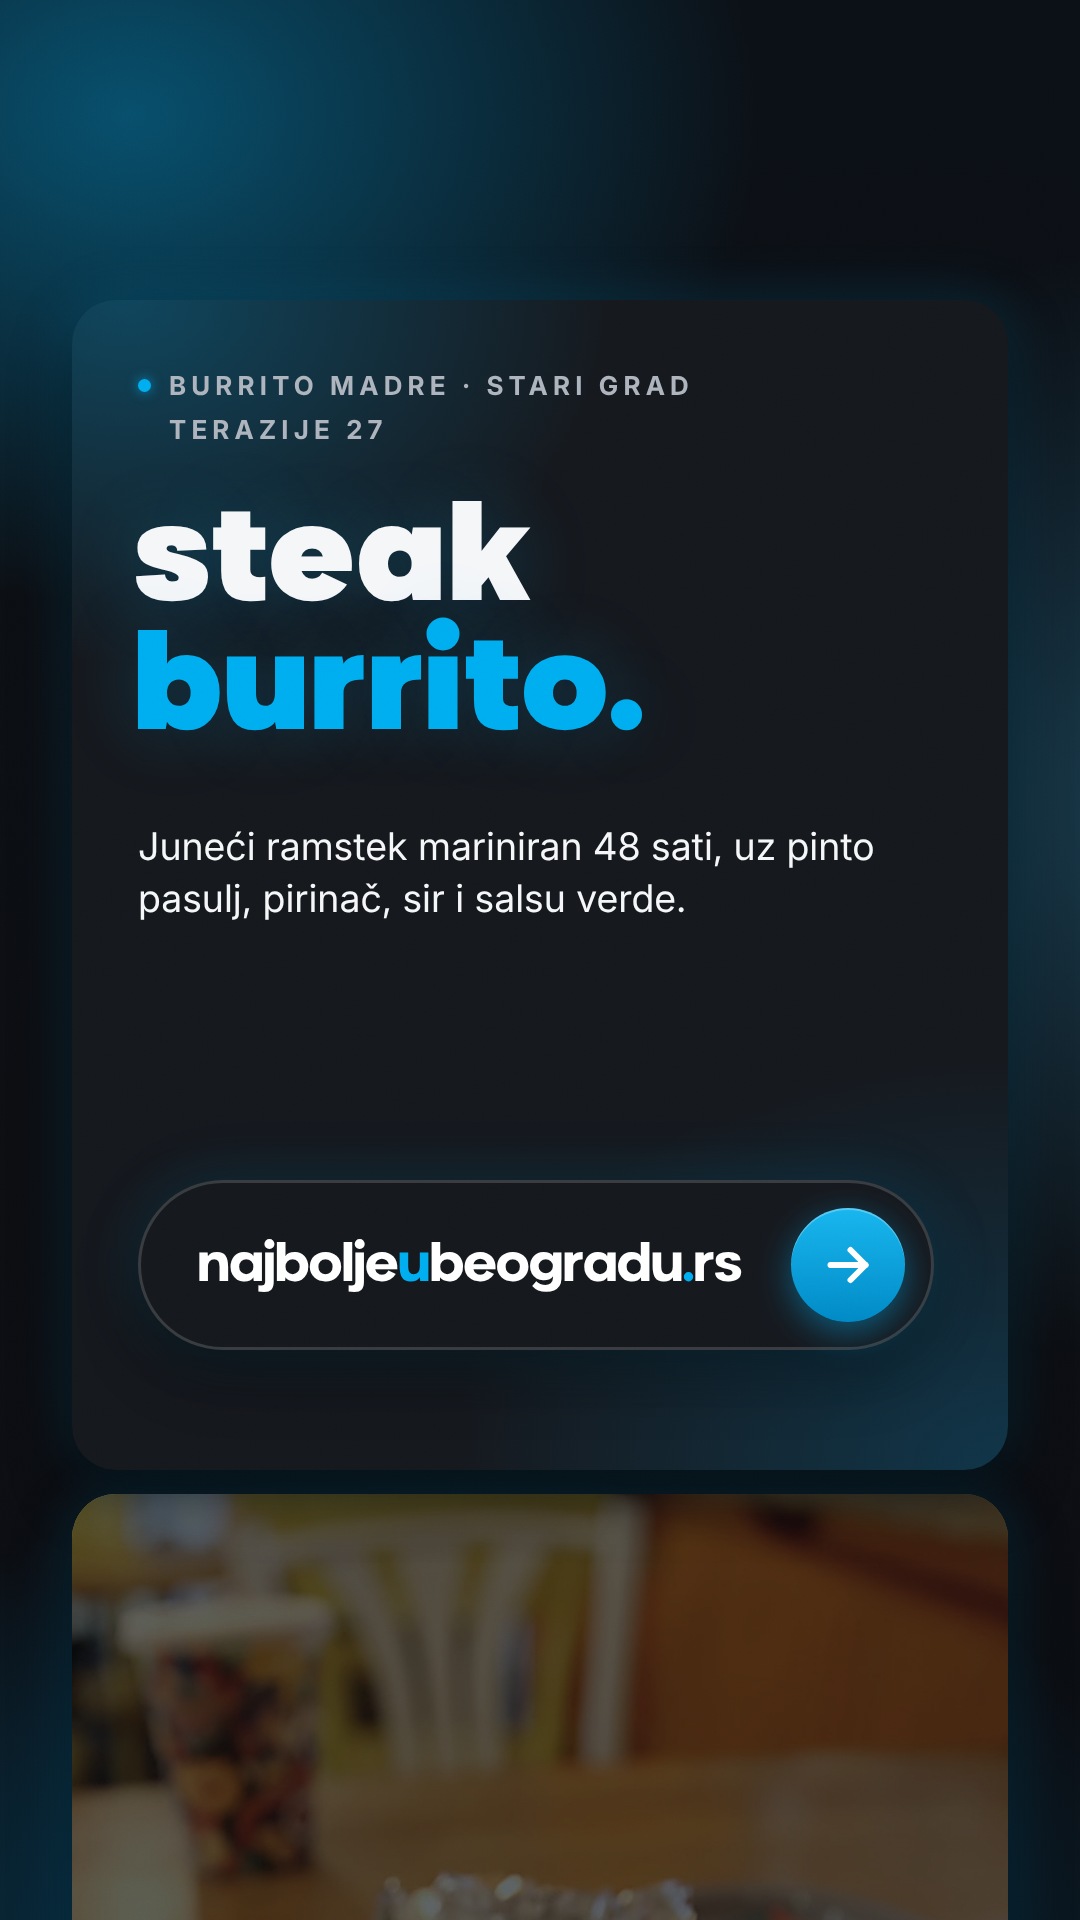 BURRITO MADRE · STARI GRAD
TERAZIJE 27
steak
burrito.
Juneći ramstek mariniran 48 sati, uz pinto
pasulj, pirinač, sir i salsu verde.
najboljeubeogradu.rs